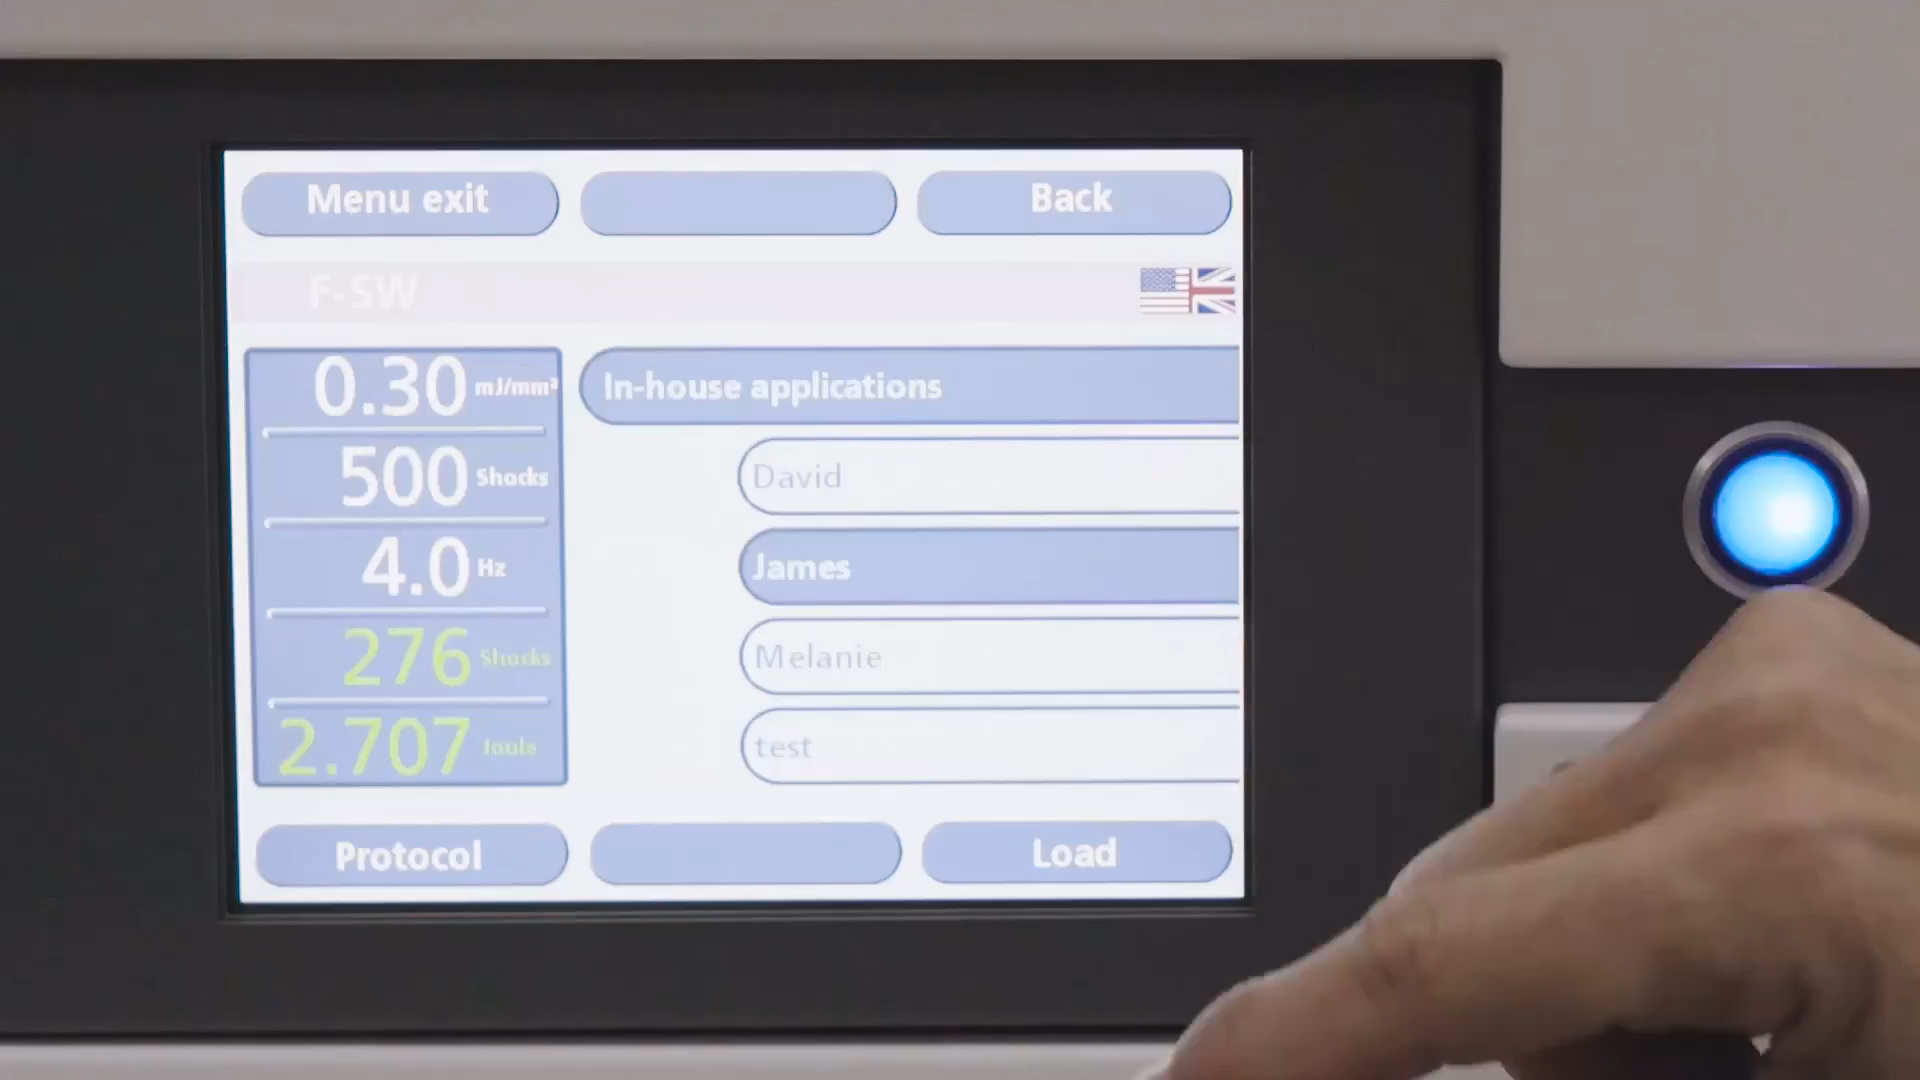 Menu exit
Back
F-SW
0.30 mJ/mm²
500 Shocks
4.0 Hz
276 Shocks
2.707 Joule
In-house applications
David
James
Melanie
test
Protocol
Load